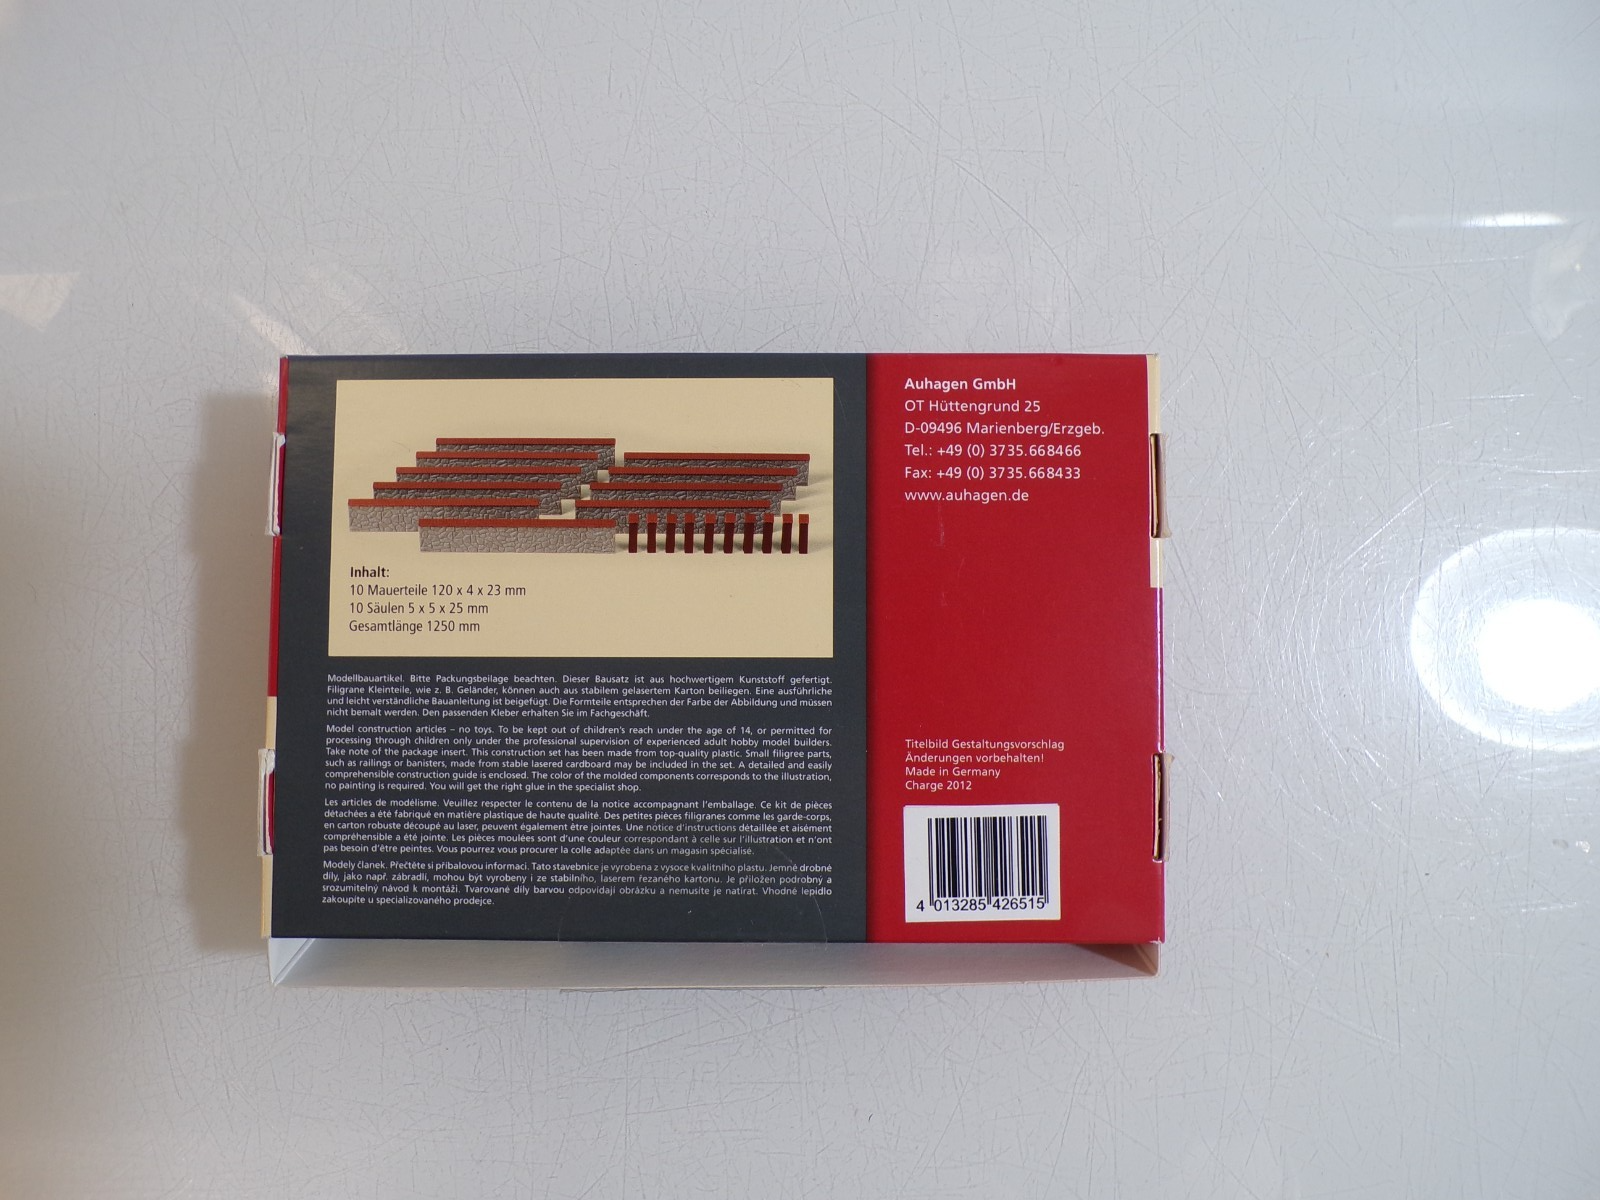 Inhalt:
10 Mauerteile 120 x 4 x 23 mm
10 Säulen 5 x 5 x 25 mm
Gesamtlänge 1250 mm
Modellbauartikel. Bitte Packungsbeilage beachten. Dieser Bausatz ist aus hochwertigem Kunststoff gefertigt.
Filigrane Kleinteile, wie z. B. Geländer, können auch aus stabilem gelasertem Karton beiliegen. Eine ausführliche
und leicht verständliche Bauanleitung ist beigefügt. Die Formteile entsprechen der Farbe der Abbildung und müssen
nicht bemalt werden. Den passenden Kleber erhalten Sie im Fachgeschäft.
Model construction articles – no toys. To be kept out of children's reach under the age of 14, or permitted for
processing through children only under the professional supervision of experienced adult hobby model builders.
Take note of the package insert. This construction set has been made from top-quality plastic. Small filigree parts,
such as railings or banisters, made from stable lasered cardboard may be included in the set. A detailed and easily
comprehensible construction guide is enclosed. The color of the molded components corresponds to the illustration,
no painting is required. You will get the right glue in the specialist shop.
Les articles de modélisme. Veuillez respecter le contenu de la notice accompagnant l'emballage. Ce kit de pièces
détachées a été fabriqué en matière plastique de haute qualité. Des petites pièces filigranes comme les garde-corps,
en carton robuste découpé au laser, peuvent également être jointes. Une notice d'instructions détaillée et aisément
compréhensible a été jointe. Les pièces moulées sont d'une couleur correspondant à celle sur l'illustration et n'ont
pas besoin d'être peintes. Vous pourrez vous procurer la colle adaptée dans un magasin spécialisé.
Modely članek. Přečtěte si příbalovou informaci. Tato stavebnice je vyrobena z vysoce kvalitního plastu. Jemné drobné
díly, jako např. zábradlí, mohou být vyrobeny i ze stabilního, laserem řezaného kartonu. Je přiložen podrobný a
srozumitelný návod k montáži. Tvarované díly barvou odpovídají obrázku a nemusíte je natírat. Vhodné lepidlo
zakoupíte u specializovaného prodejce.
Auhagen GmbH
OT Hüttengrund 25
D-09496 Marienberg/Erzgeb.
Tel.: +49 (0) 3735.668466
Fax: +49 (0) 3735.668433
www.auhagen.de
Titelbild Gestaltungsvorschlag
Änderungen vorbehalten!
Made in Germany
Charge 2012
4 013285 426515